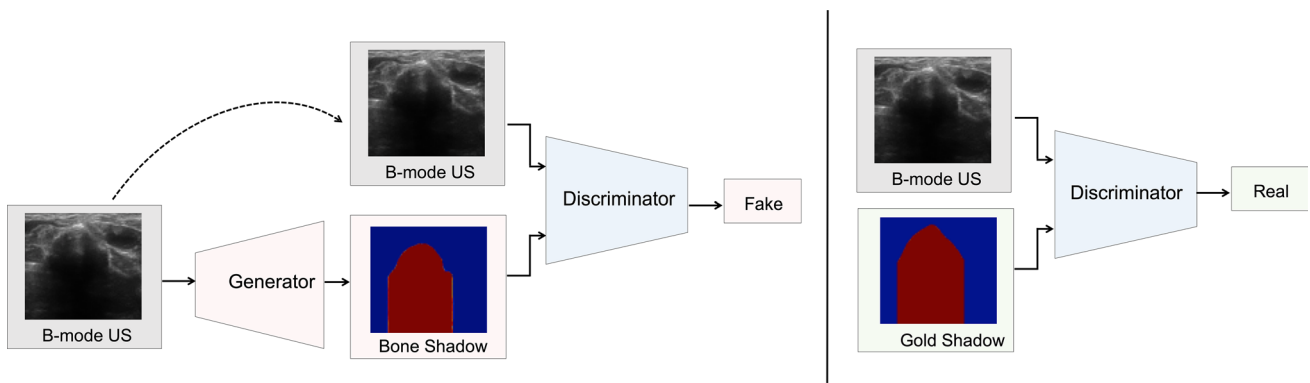 B-mode US
Generator
B-mode US
Bone Shadow
Discriminator
Fake
B-mode US
Gold Shadow
Discriminator
Real